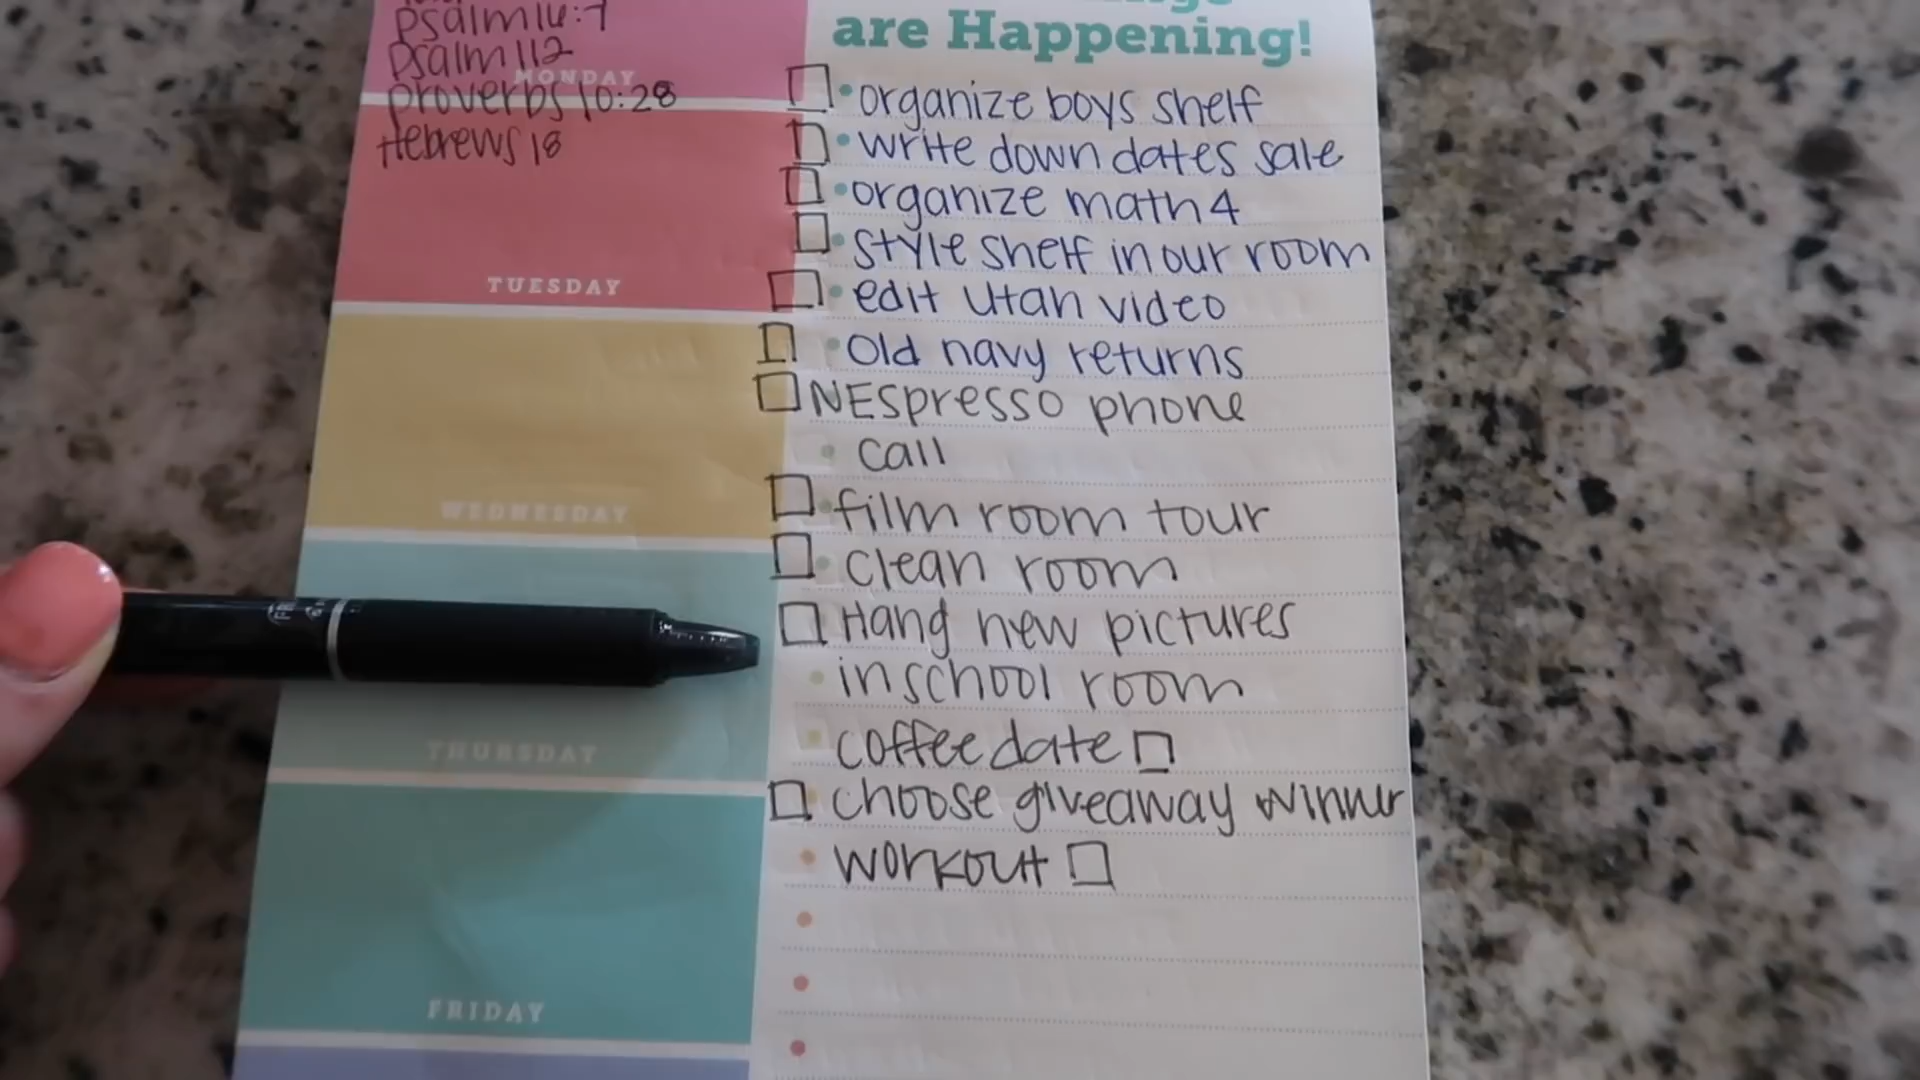 psalm 16:7
psalm 112
MONDAY
proverbs 10:28
Hebrews 18
TUESDAY
WEDNESDAY
THURSDAY
FRIDAY
are Happening!
organize boys shelf
write down dates sale
organize math 4
style shelf in our room
edit Utah video
old navy returns
NEspresso phone
call
film room tour
clean room
Hang new pictures
in school room
coffee date
choose giveaway winner
workout